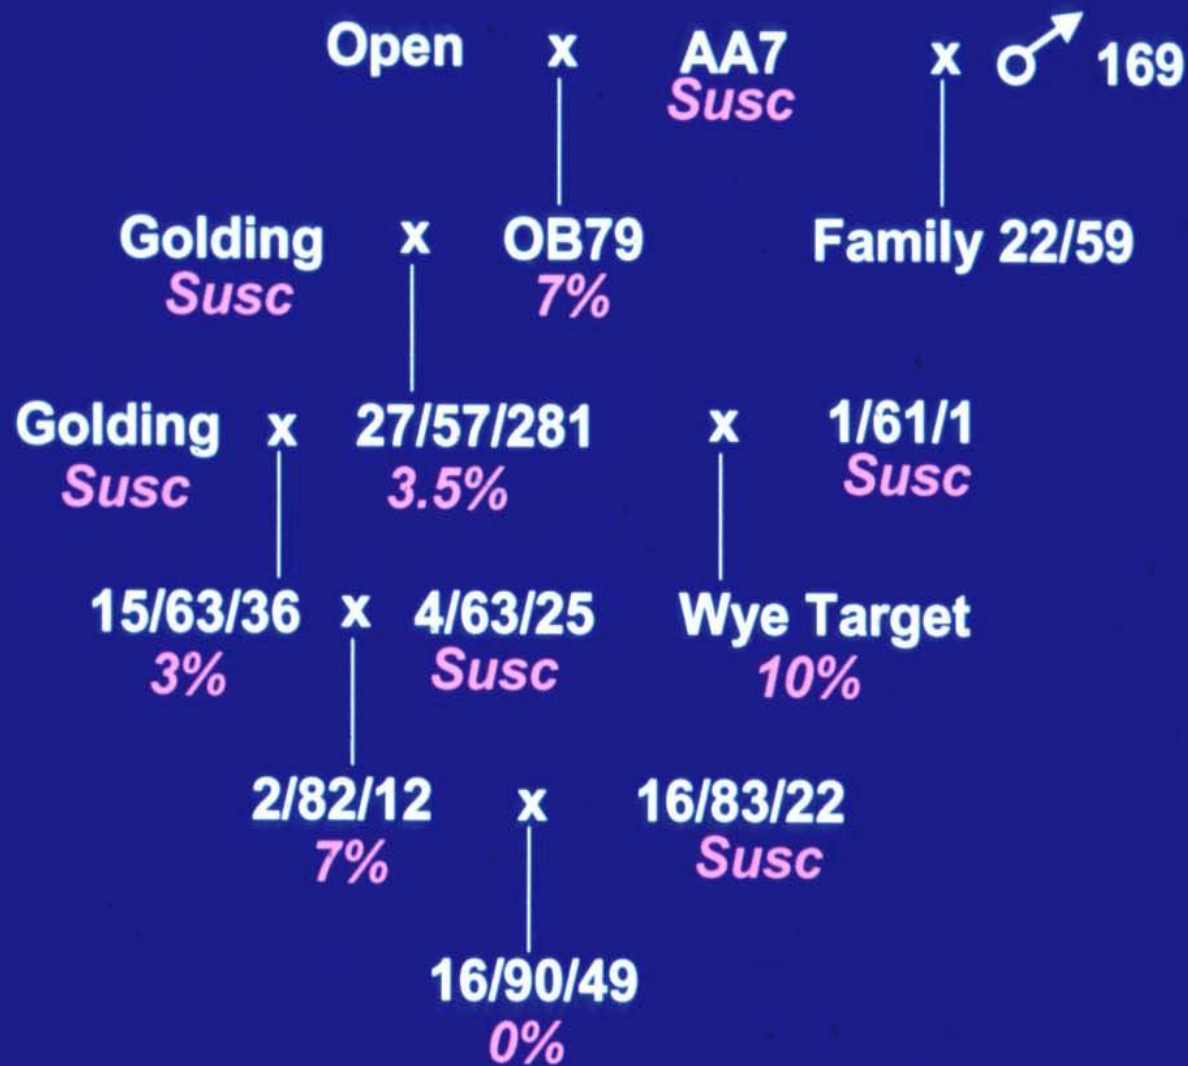 Open x AA7 x ♂ 169
Susc
Golding x OB79 Family 22/59
Susc 7%
Golding x 27/57/281 x 1/61/1
Susc 3.5% Susc
15/63/36 x 4/63/25 Wye Target
3% Susc 10%
2/82/12 x 16/83/22
7% Susc
16/90/49
0%